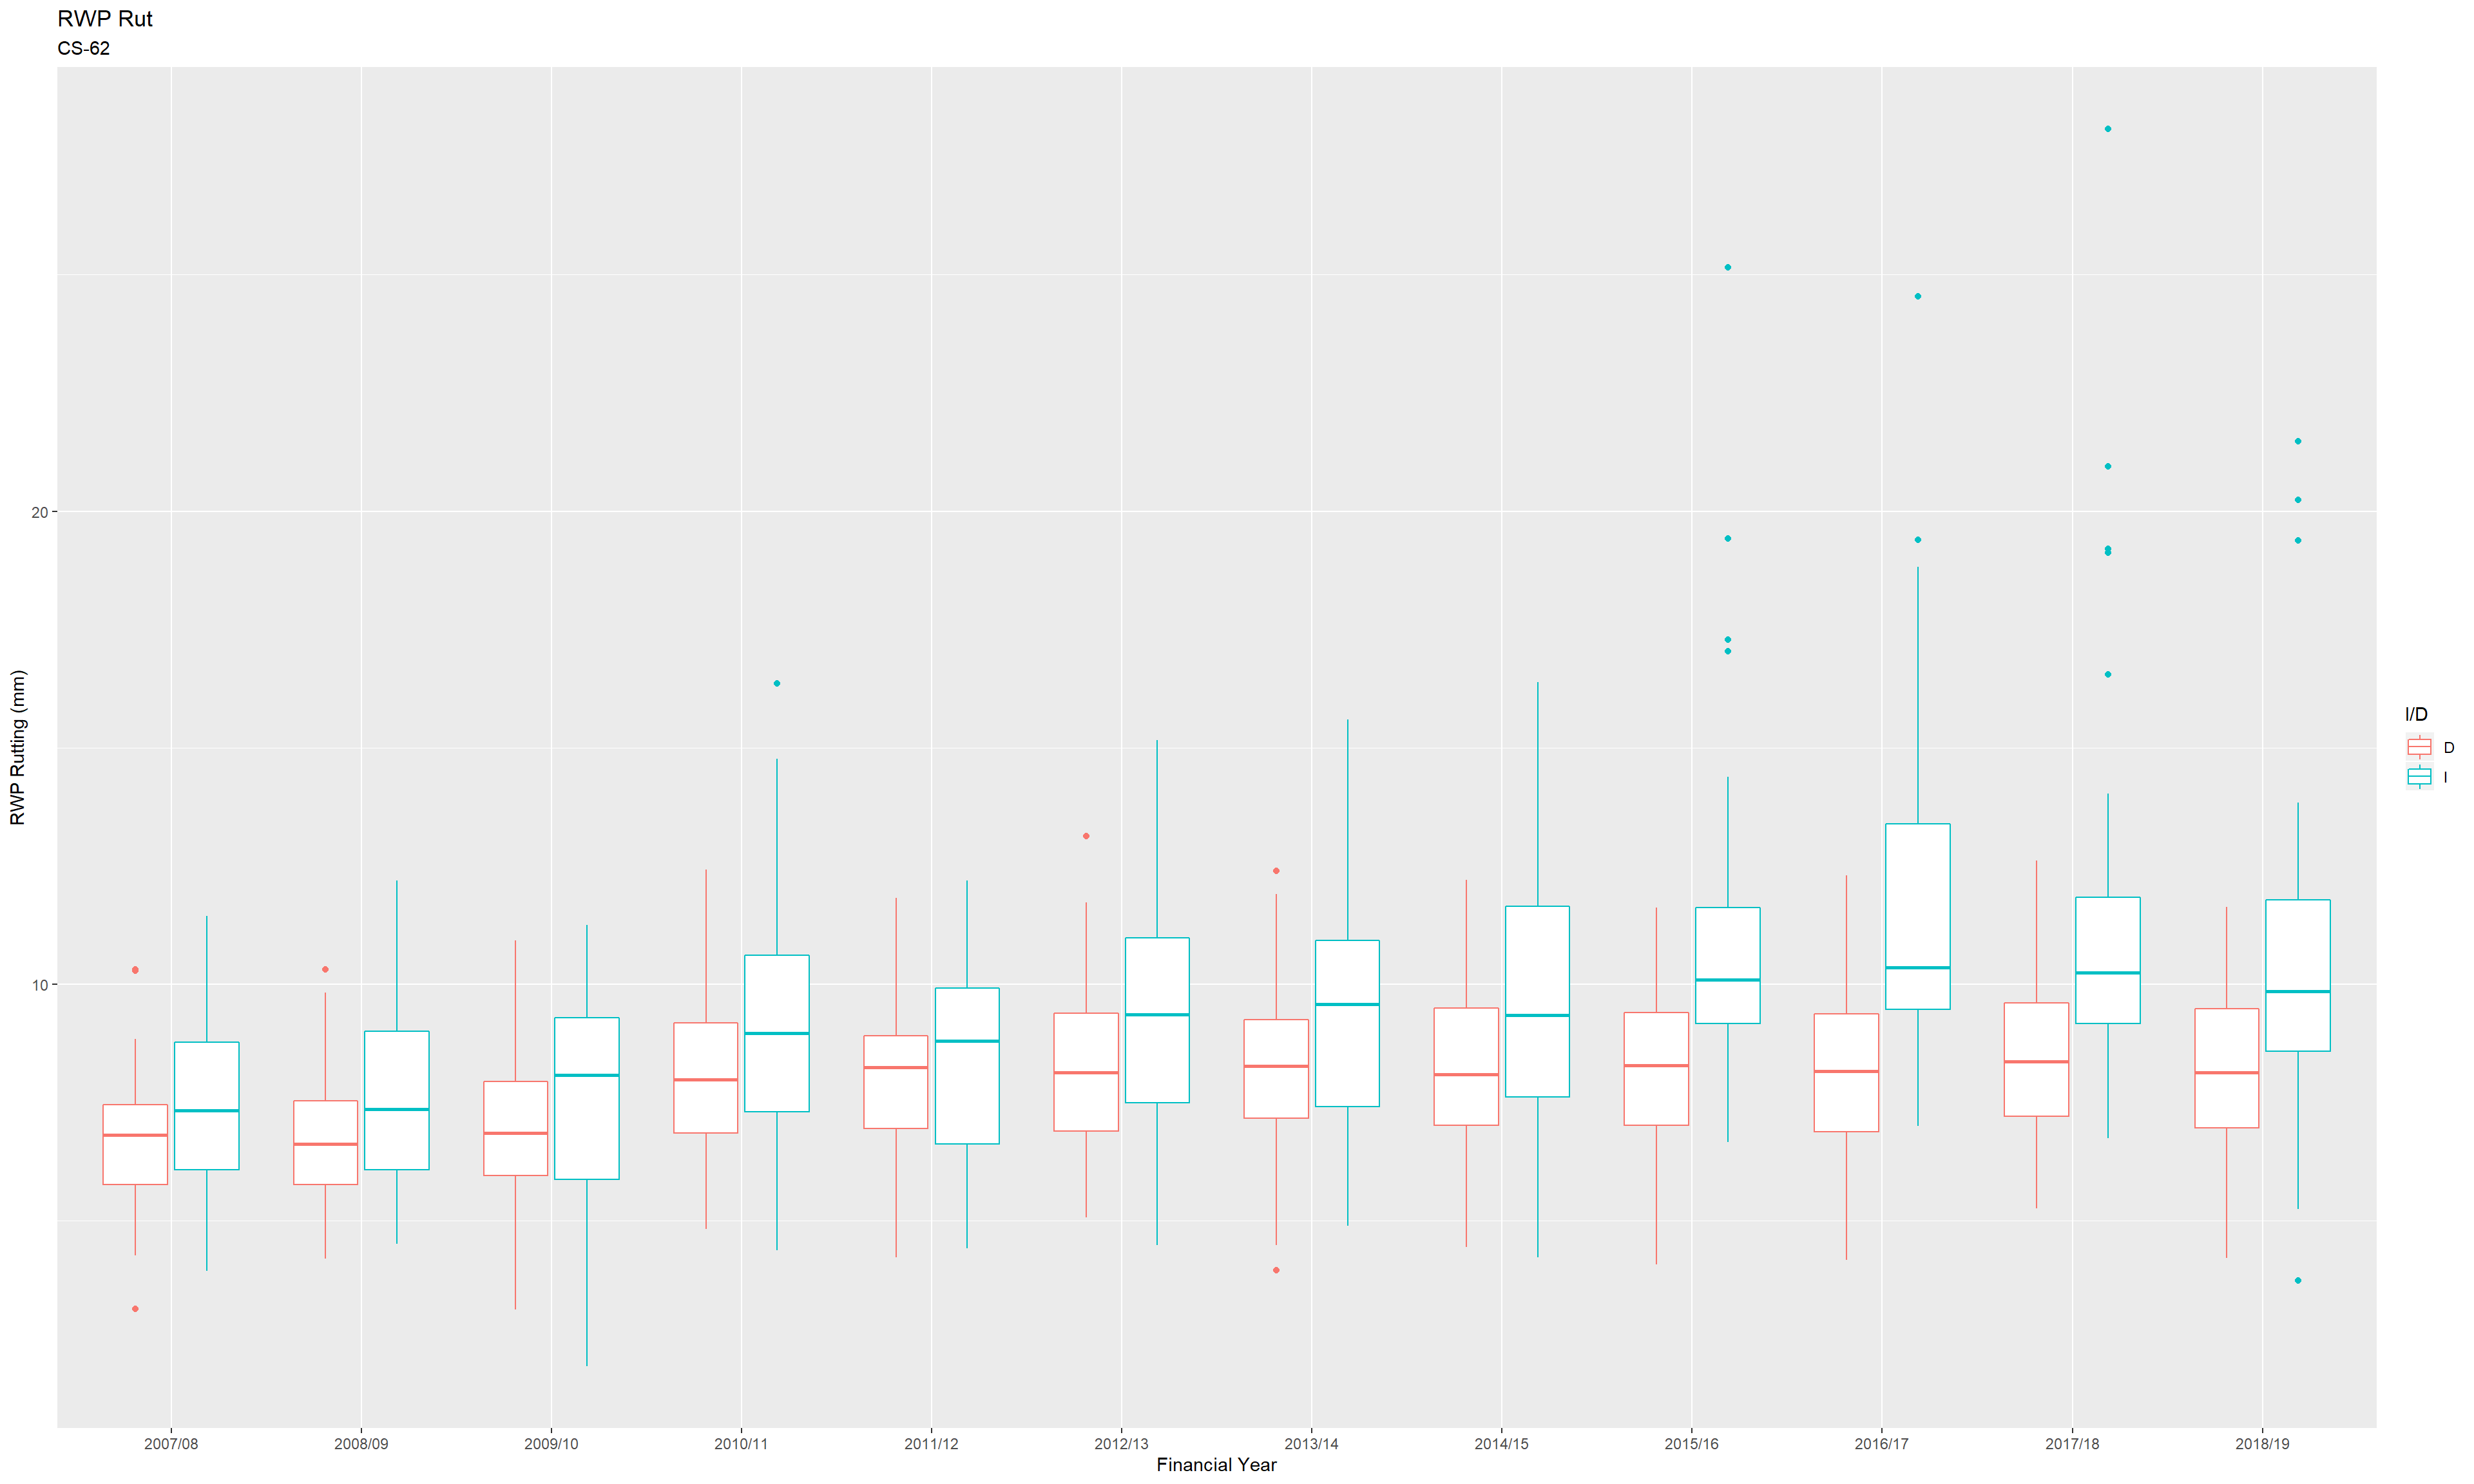 RWP Rut
CS-62
RWP Rutting (mm)
20
10
2007/08
2008/09
2009/10
2010/11
2011/12
2012/13
2013/14
2014/15
2015/16
2016/17
2017/18
2018/19
Financial Year
I/D
D
I